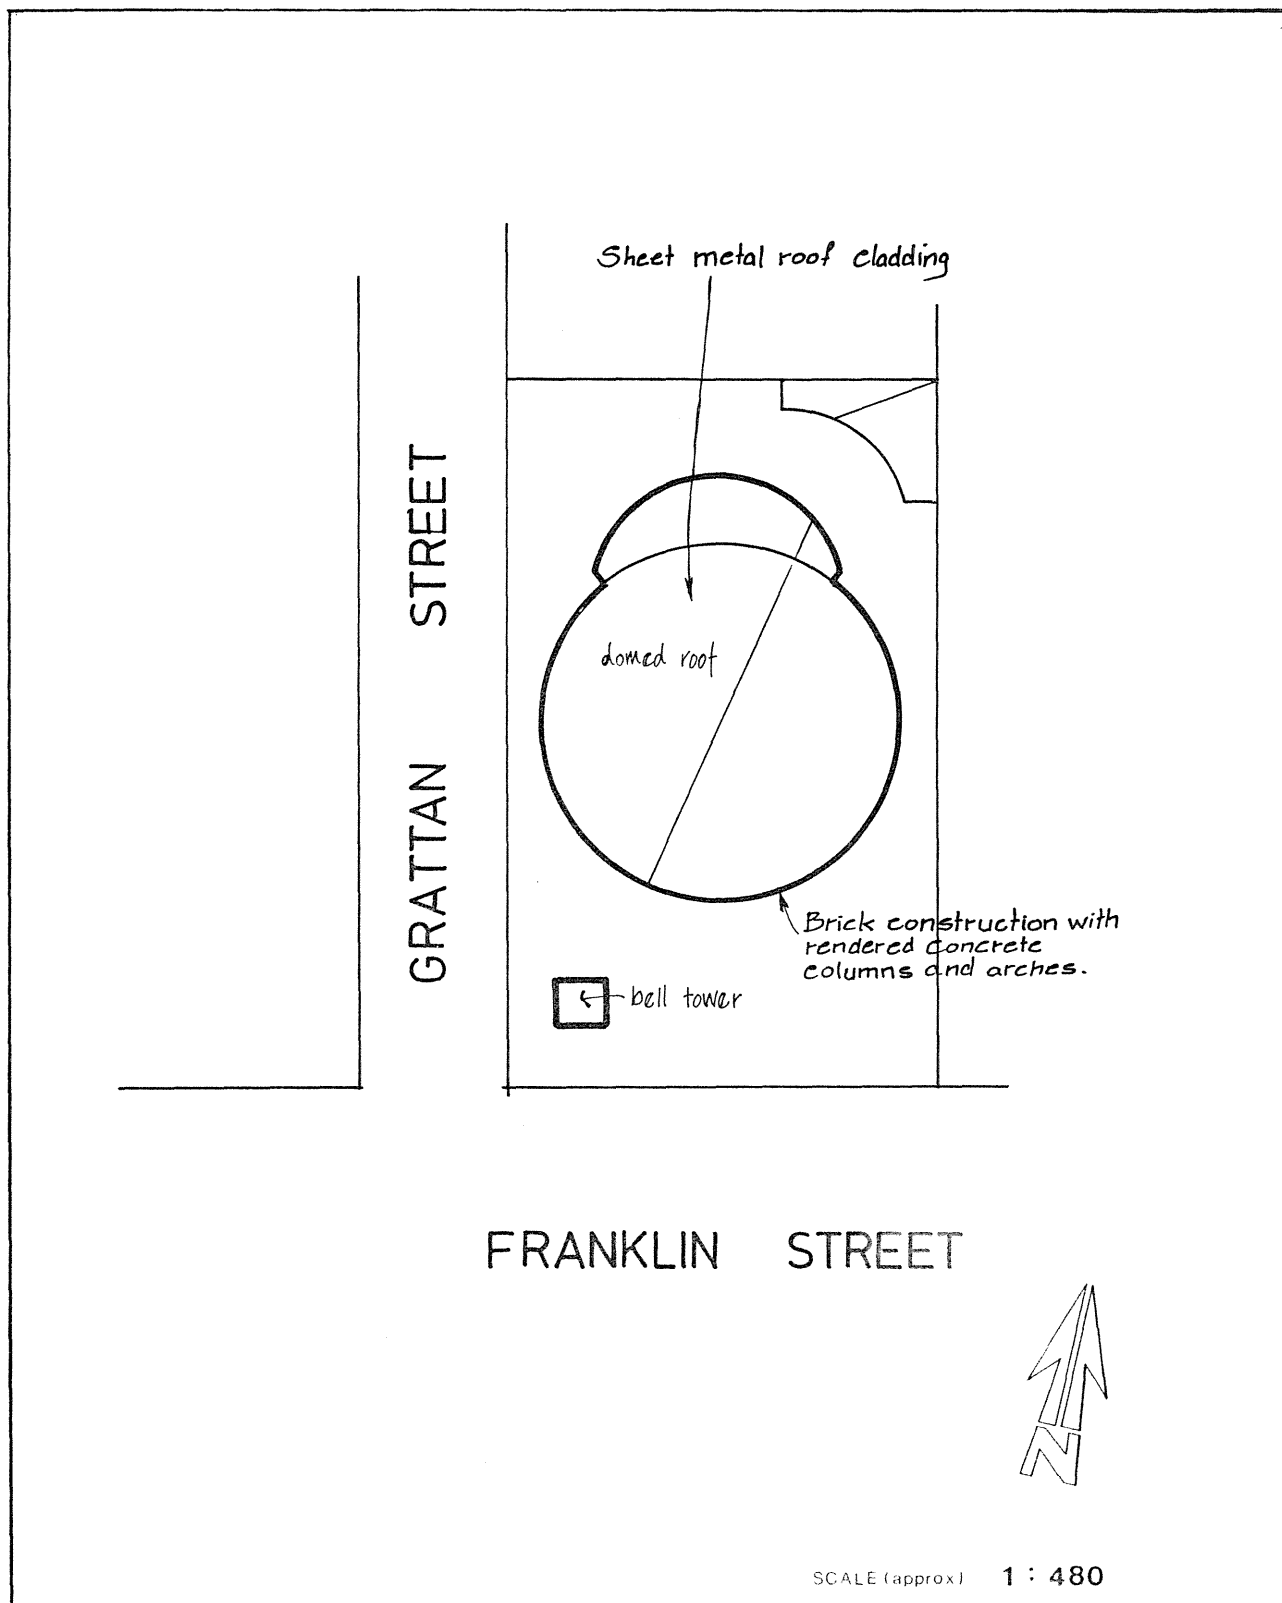 Sheet metal roof cladding
GRATTAN STREET
domed roof
Brick construction with
rendered concrete
columns and arches.
bell tower
FRANKLIN STREET
N
SCALE (approx) 1 : 480